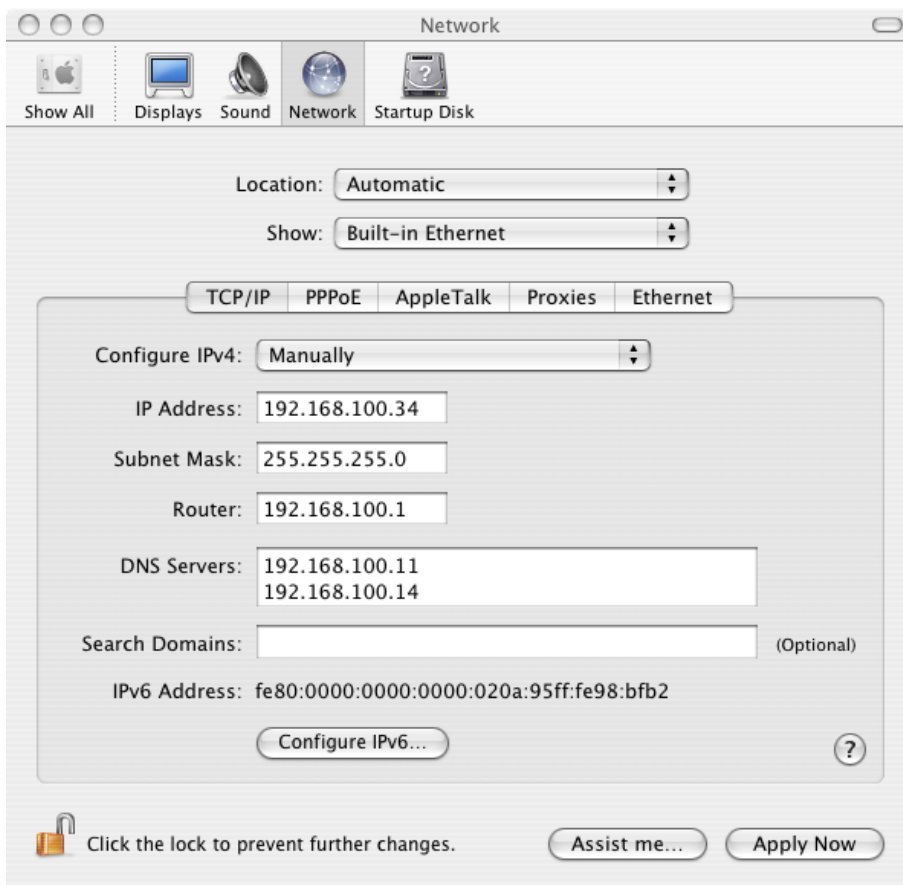 Network
Show All
Displays
Sound
Network
Startup Disk
Location: Automatic
Show: Built-in Ethernet
TCP/IP PPPoE AppleTalk Proxies Ethernet
Configure IPv4: Manually
IP Address: 192.168.100.34
Subnet Mask: 255.255.255.0
Router: 192.168.100.1
DNS Servers: 192.168.100.11
192.168.100.14
Search Domains: (Optional)
IPv6 Address: fe80:0000:0000:0000:020a:95ff:fe98:bfb2
Configure IPv6...
?
Click the lock to prevent further changes.
Assist me...
Apply Now